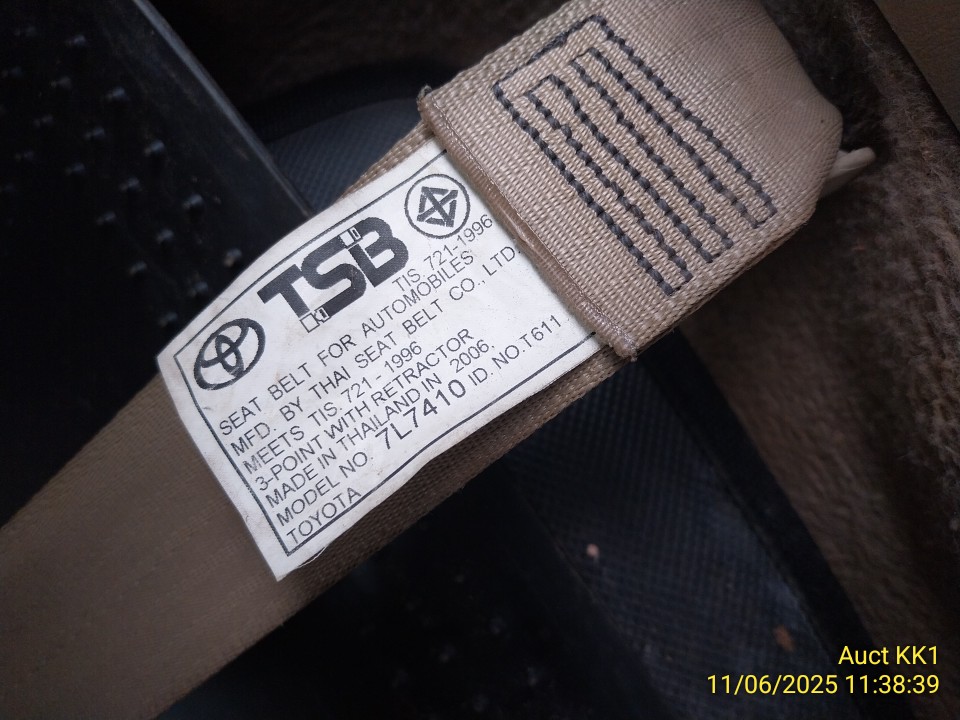 TSB
TIS. 721-1996
SEAT BELT FOR AUTOMOBILES
MFD. BY THAI SEAT BELT CO., LTD.
MEETS TIS. 721 - 1996
3-POINT WITH RETRACTOR
MADE IN THAILAND IN 2006.
MODEL NO. 7L7410 ID. NO. T611
TOYOTA
Auct KK1
11/06/2025 11:38:39